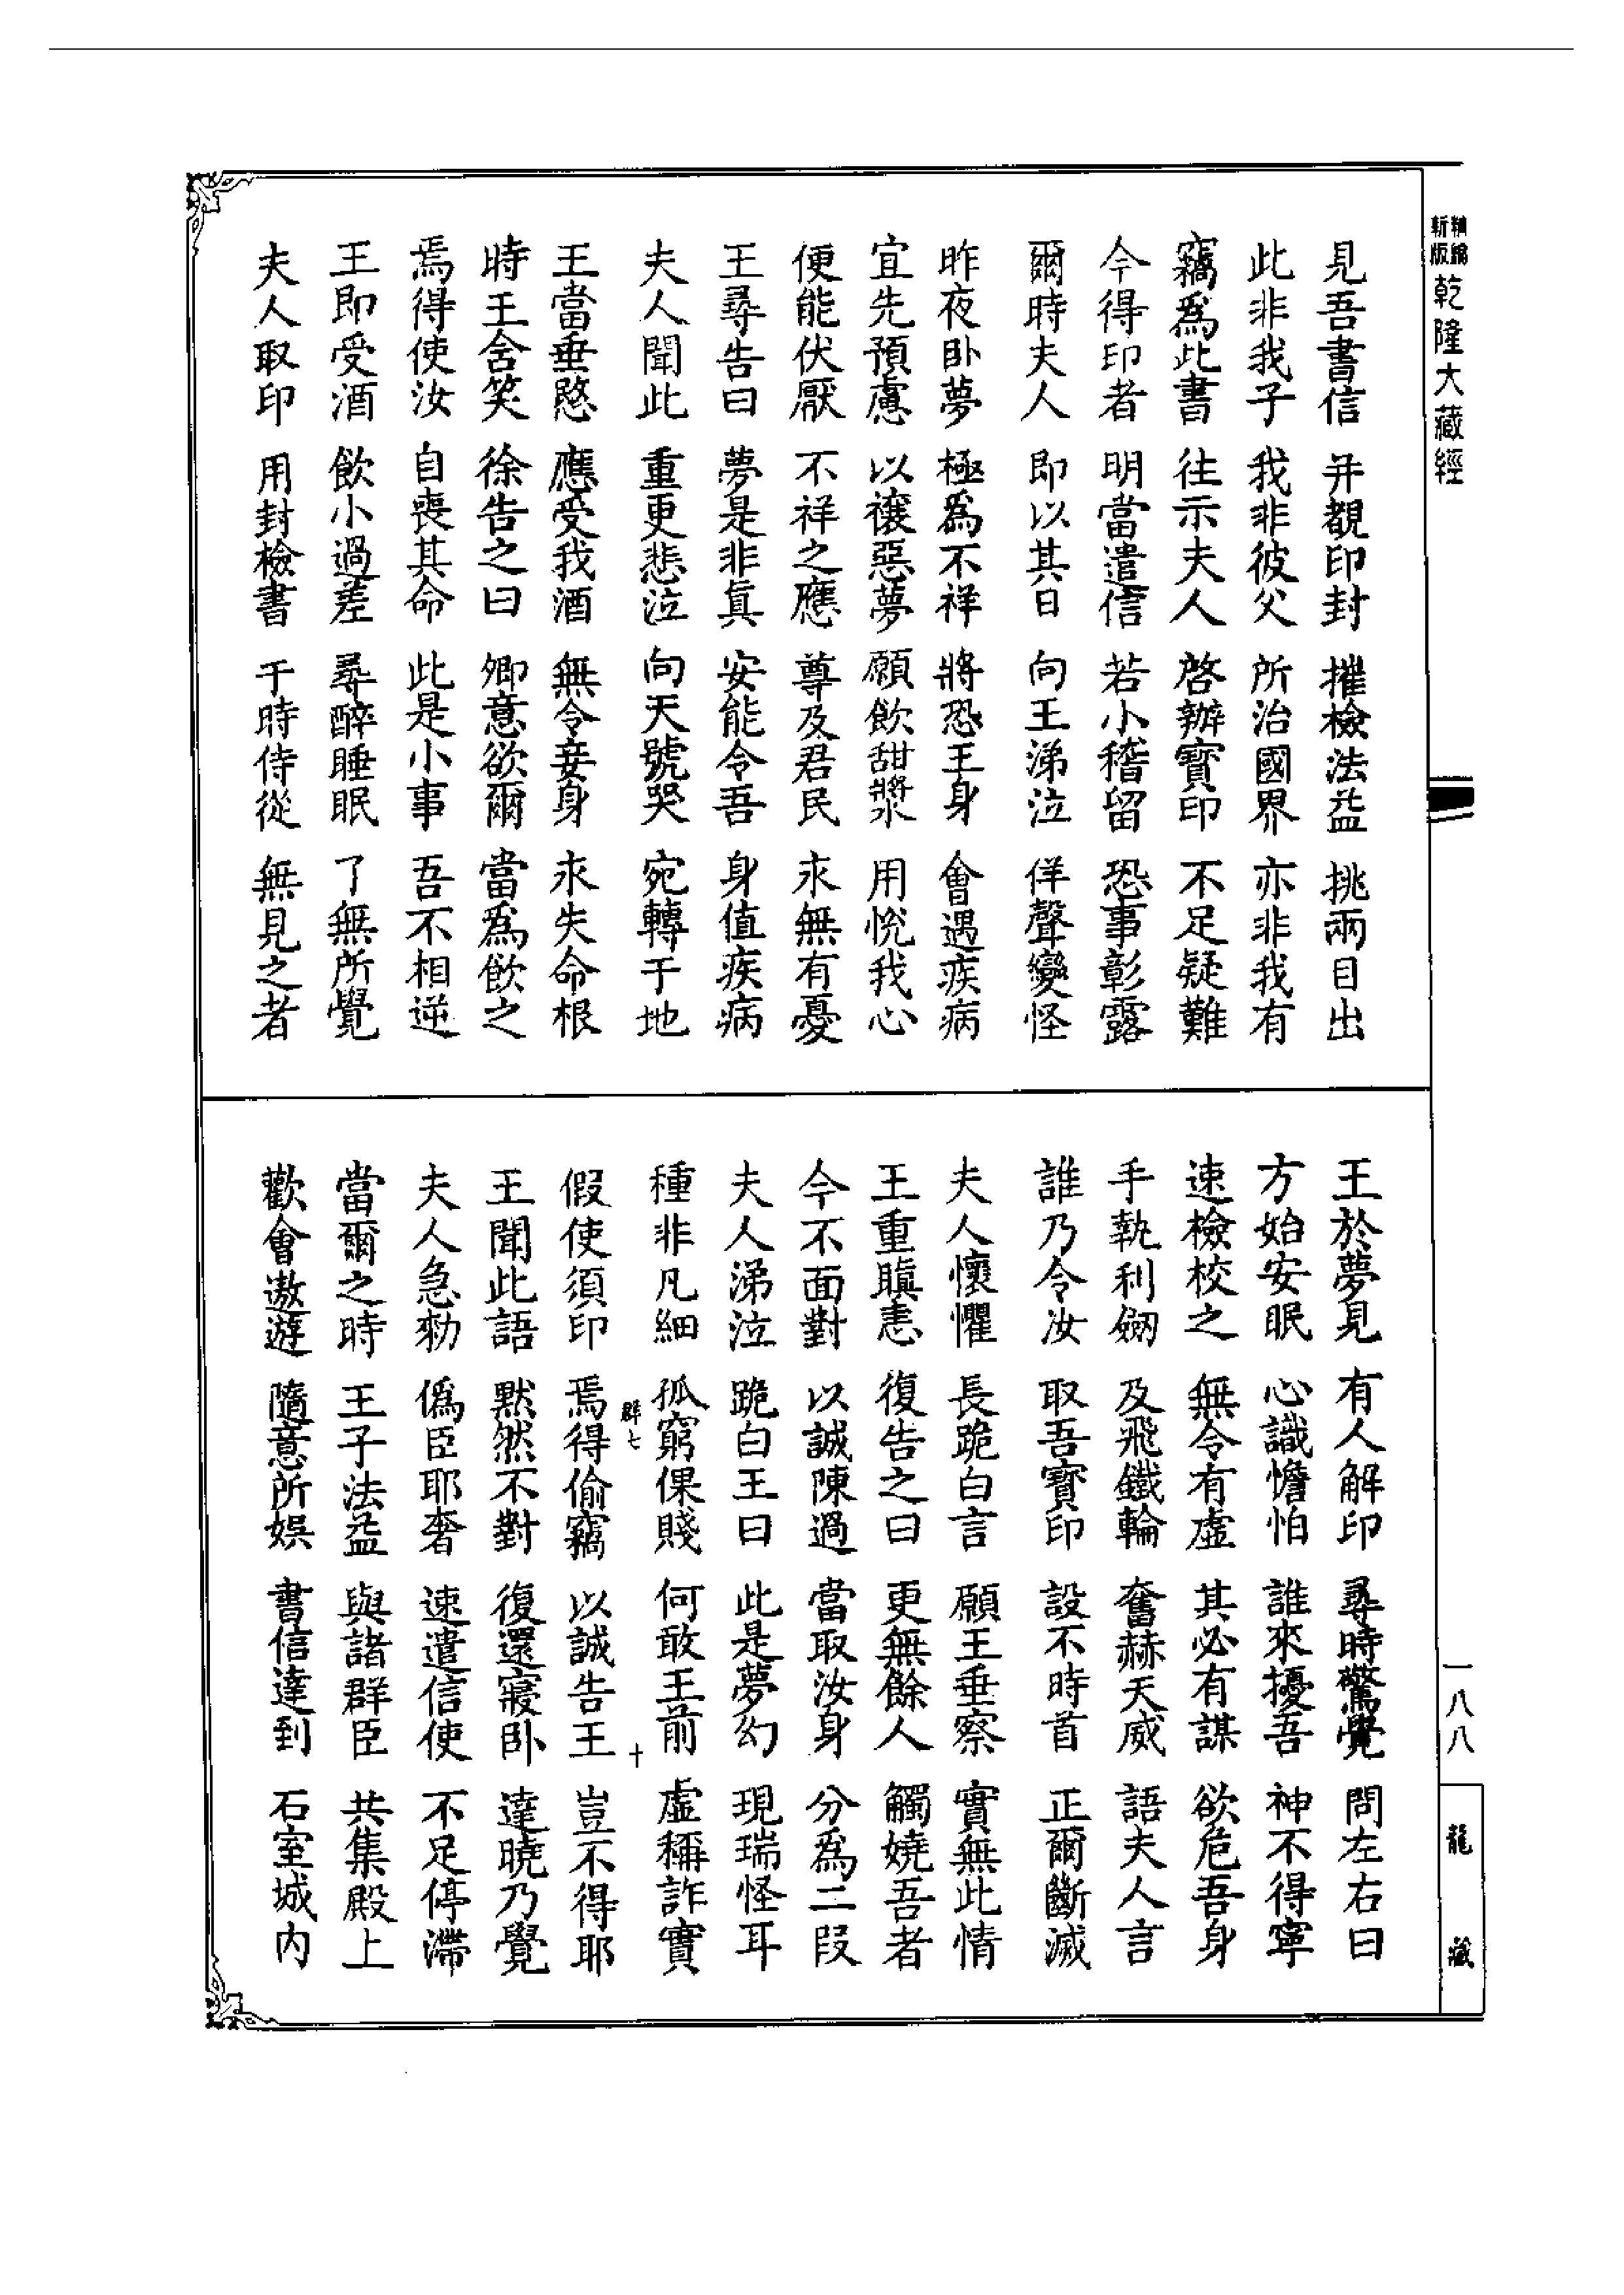 新編新版 乾隆大藏經
見吾書信 并覩印封 摧檢法益 挑兩目出
此非我子 我非彼父 所治國界 亦非我有
竊爲此書 往示夫人 啓辦寳印 不足疑難
今得印者 明當遣信 若小稽留 恐事彰露
爾時夫人 即以其日 向王涕泣 佯聲變怪
昨夜卧夢 極爲不祥 將恐王身 會遇疾病
宜先預慮 以禳惡夢 願飲甜漿 用悅我心
便能伏厭 不祥之應 尊及君民 永無有憂
王尋告曰 夢是非眞 安能令吾 身值疾病
夫人聞此 重更悲泣 向天號哭 宛轉于地
王當垂愍 應受我酒 無令妾身 永失命根
時王含笑 徐告之曰 卿意欲爾 當爲飲之
焉得使汝 自喪其命 此是小事 吾不相逆
王即受酒 飲小過差 尋醉睡眠 了無所覺
夫人取印 用封檢書 于時侍從 無見之者
王於夢見 有人解印 尋時驚覺 問左右曰
方始安眠 心識憺怕 誰來擾吾 神不得寧
速檢校之 無令有虛 其必有謀 欲危吾身
手執利劒 及飛鐵輪 奮赫天威 語夫人言
誰乃令汝 取吾寳印 設不時首 正爾斷滅
夫人懷懼 長跪白言 願王垂察 實無此情
王重瞋恚 復告之曰 更無餘人 觸嬈吾者
今不面對 以誠陳過 當取汝身 分爲二段
夫人涕泣 跪白王曰 此是夢幻 現瑞怪耳
種非凡細 孤窮倮賤 何敢王前 虛稱詐實
辟七 十
假使須印 焉得偷竊 以誠告王 豈不得耶
王聞此語 默然不對 復還寢卧 達曉乃覺
夫人急勑 僞臣耶奢 速遣信使 不足停滯
當爾之時 王子法益 與諸群臣 共集殿上
歡會遨遊 隨意所娛 書信達到 石室城内
一八八
龍藏